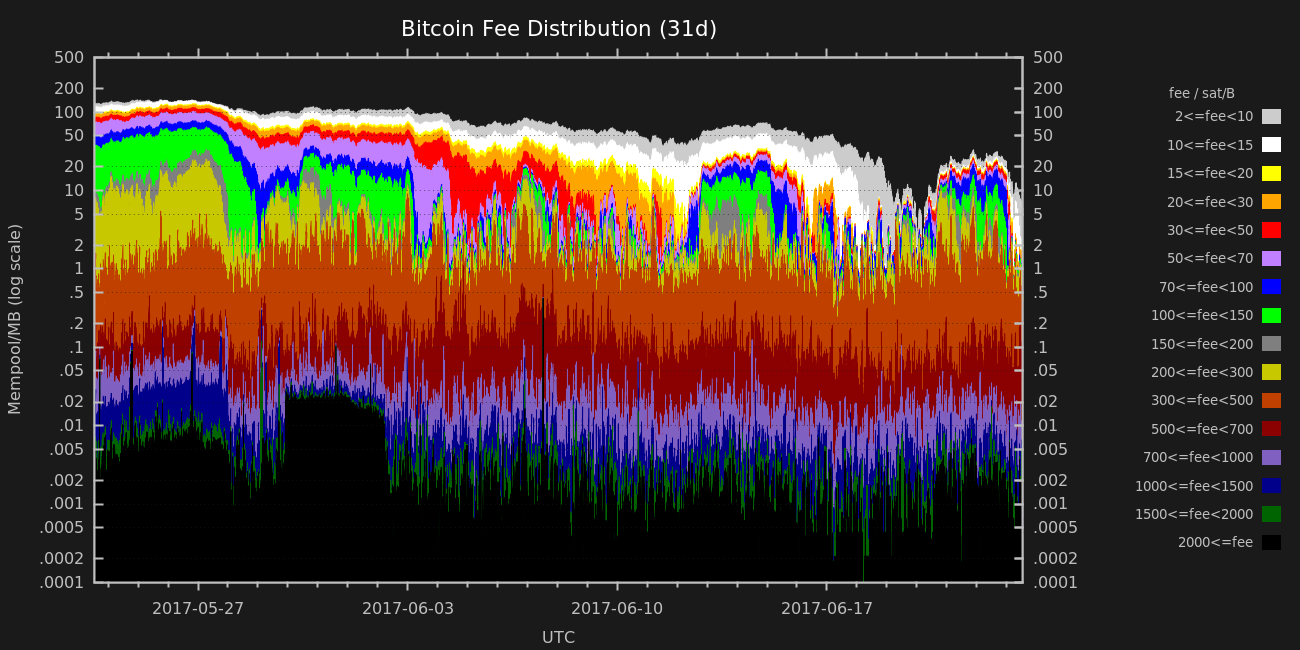 Bitcoin Fee Distribution (31d)
500
200
100
50
20
10
5
2
1
.5
.2
.1
.05
.02
.01
.005
.002
.001
.0005
.0002
.0001
Mempool/MB (log scale)
500
200
100
50
20
10
5
2
1
.5
.2
.1
.05
.02
.01
.005
.002
.001
.0005
.0002
.0001
2017-05-27
2017-06-03
2017-06-10
2017-06-17
UTC
fee / sat/B
2<=fee<10
10<=fee<15
15<=fee<20
20<=fee<30
30<=fee<50
50<=fee<70
70<=fee<100
100<=fee<150
150<=fee<200
200<=fee<300
300<=fee<500
500<=fee<700
700<=fee<1000
1000<=fee<1500
1500<=fee<2000
2000<=fee